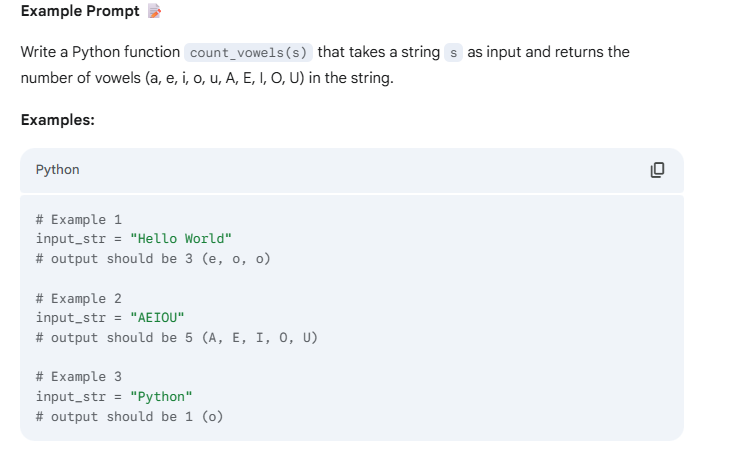 Example Prompt 📝
Write a Python function count_vowels(s) that takes a string s as input and returns the
number of vowels (a, e, i, o, u, A, E, I, O, U) in the string.
Examples:
Python
# Example 1
input_str = "Hello World"
# output should be 3 (e, o, o)
# Example 2
input_str = "AEIOU"
# output should be 5 (A, E, I, O, U)
# Example 3
input_str = "Python"
# output should be 1 (o)